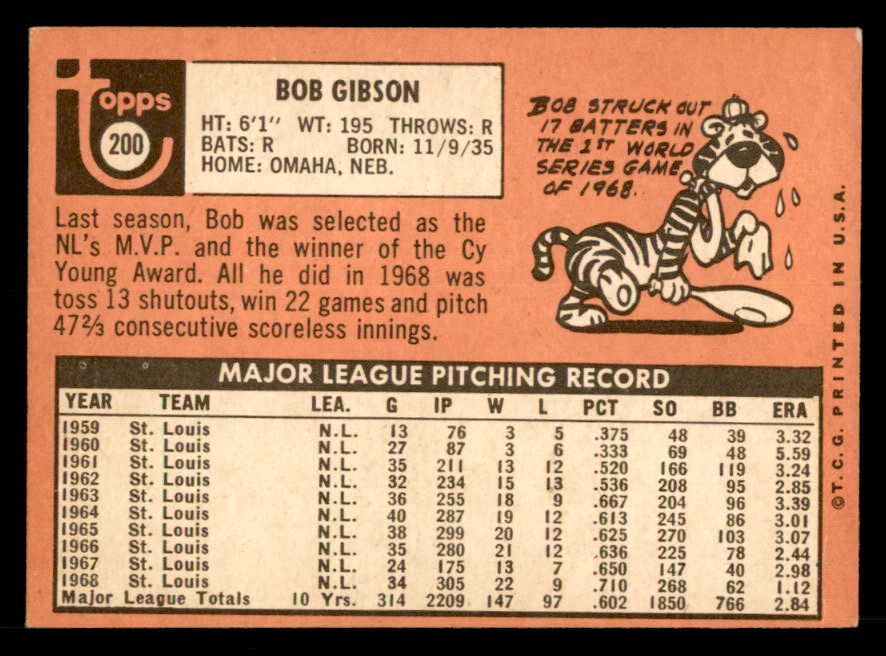 topps
200
BOB GIBSON
HT: 6'1" WT: 195 THROWS: R
BATS: R BORN: 11/9/35
HOME: OMAHA, NEB.
BOB STRUCK OUT
17 BATTERS IN
THE 1ST WORLD
SERIES GAME
OF 1968.
Last season, Bob was selected as the
NL's M.V.P. and the winner of the Cy
Young Award. All he did in 1968 was
toss 13 shutouts, win 22 games and pitch
47⅔ consecutive scoreless innings.
MAJOR LEAGUE PITCHING RECORD
YEAR TEAM LEA. G IP W L PCT SO BB ERA
1959 St. Louis N.L. 13 76 3 5 .375 48 39 3.32
1960 St. Louis N.L. 27 87 3 6 .333 69 48 5.59
1961 St. Louis N.L. 35 211 13 12 .520 166 119 3.24
1962 St. Louis N.L. 32 234 15 13 .536 208 95 2.85
1963 St. Louis N.L. 36 255 18 9 .667 204 96 3.39
1964 St. Louis N.L. 40 287 19 12 .613 245 86 3.01
1965 St. Louis N.L. 38 299 20 12 .625 270 103 3.07
1966 St. Louis N.L. 35 280 21 12 .636 225 78 2.44
1967 St. Louis N.L. 24 175 13 7 .650 147 40 2.98
1968 St. Louis N.L. 34 305 22 9 .710 268 62 1.12
Major League Totals 10 Yrs. 314 2209 147 97 .602 1850 766 2.84
©T.C.G. PRINTED IN U.S.A.